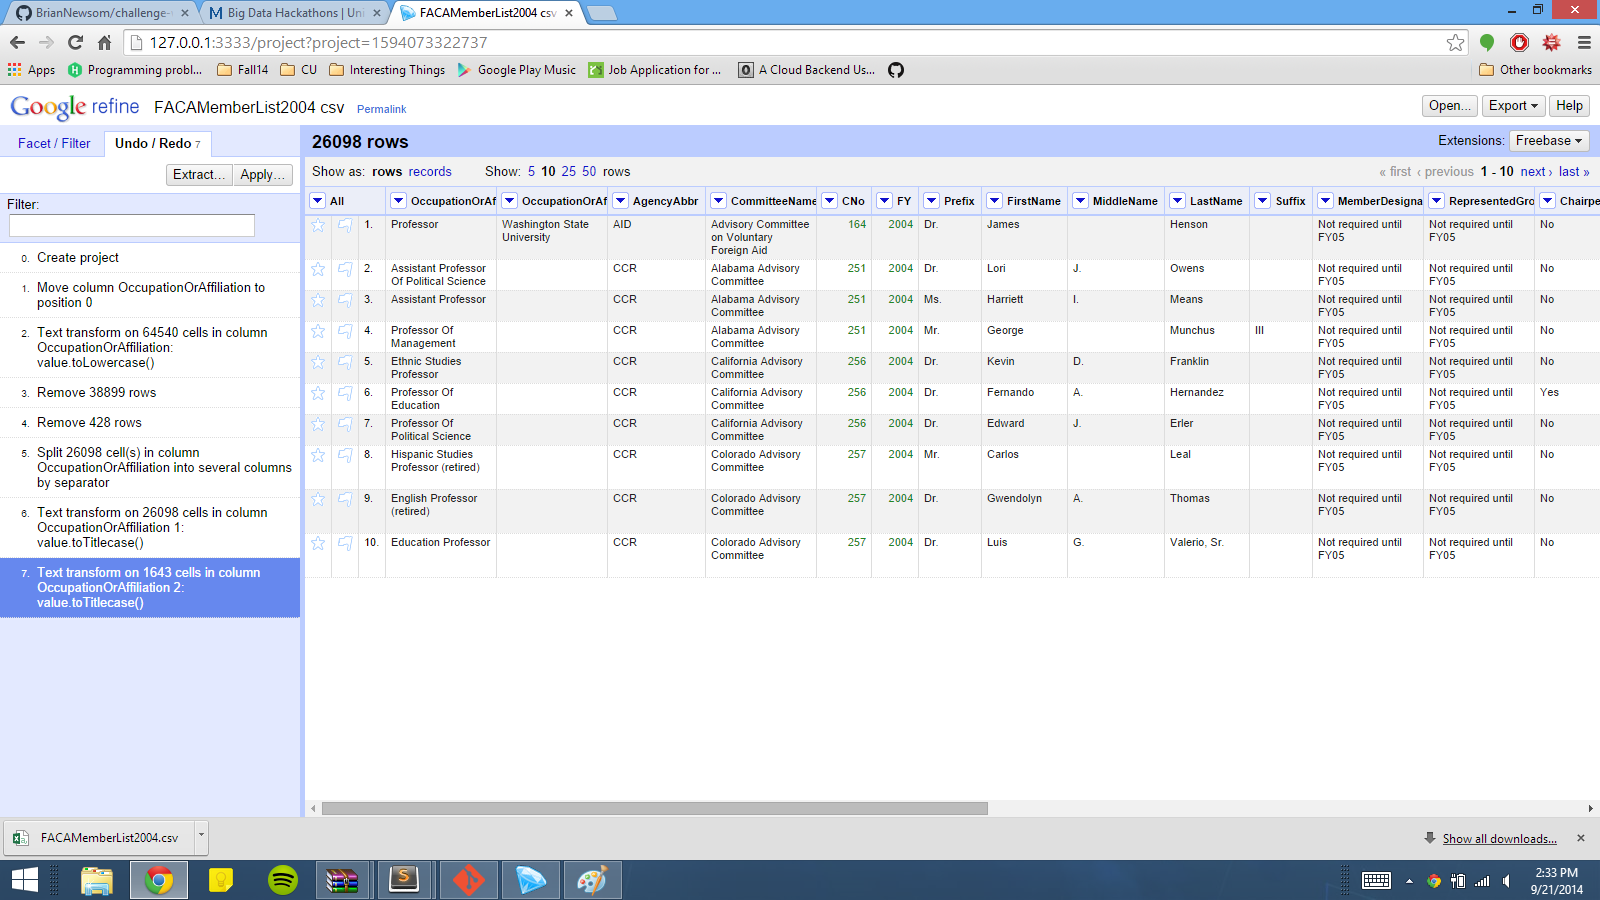 BrianNewsom/challenge-
Big Data Hackathons | Uni
FACAMemberList2004 csv
127.0.0.1:3333/project?project=1594073322737
Apps
Programming probl...
Fall14
CU
Interesting Things
Google Play Music
Job Application for ...
A Cloud Backend Us...
Other bookmarks
Google refine FACAMemberList2004 csv Permalink
Open... Export Help
Facet / Filter Undo / Redo 7
Extract... Apply...
Filter:
0. Create project
1. Move column OccupationOrAffiliation to
position 0
2. Text transform on 64540 cells in column
OccupationOrAffiliation:
value.toLowercase()
3. Remove 38899 rows
4. Remove 428 rows
5. Split 26098 cell(s) in column
OccupationOrAffiliation into several columns
by separator
6. Text transform on 26098 cells in column
OccupationOrAffiliation 1:
value.toTitlecase()
7. Text transform on 1643 cells in column
OccupationOrAffiliation 2:
value.toTitlecase()
26098 rows
Extensions: Freebase
Show as: rows records Show: 5 10 25 50 rows
« first ‹ previous 1 - 10 next › last »
All OccupationOrAf OccupationOrAf AgencyAbbr CommitteeName CNo FY Prefix FirstName MiddleName LastName Suffix MemberDesigna RepresentedGro Chairpe
1. Professor Washington State AID Advisory Committee 164 2004 Dr. James Henson Not required until Not required until No
University on Voluntary FY05 FY05
Foreign Aid
2. Assistant Professor CCR Alabama Advisory 251 2004 Dr. Lori J. Owens Not required until Not required until No
Of Political Science Committee FY05 FY05
3. Assistant Professor CCR Alabama Advisory 251 2004 Ms. Harriett I. Means Not required until Not required until No
Committee FY05 FY05
4. Professor Of CCR Alabama Advisory 251 2004 Mr. George Munchus III Not required until Not required until No
Management Committee FY05 FY05
5. Ethnic Studies CCR California Advisory 256 2004 Dr. Kevin D. Franklin Not required until Not required until No
Professor Committee FY05 FY05
6. Professor Of CCR California Advisory 256 2004 Dr. Fernando A. Hernandez Not required until Not required until Yes
Education Committee FY05 FY05
7. Professor Of CCR California Advisory 256 2004 Dr. Edward J. Erler Not required until Not required until No
Political Science Committee FY05 FY05
8. Hispanic Studies CCR Colorado Advisory 257 2004 Mr. Carlos Leal Not required until Not required until No
Professor (retired) Committee FY05 FY05
9. English Professor CCR Colorado Advisory 257 2004 Dr. Gwendolyn A. Thomas Not required until Not required until No
(retired) Committee FY05 FY05
10. Education Professor CCR Colorado Advisory 257 2004 Dr. Luis G. Valerio, Sr. Not required until Not required until No
Committee FY05 FY05
FACAMemberList2004.csv
Show all downloads...
2:33 PM
9/21/2014